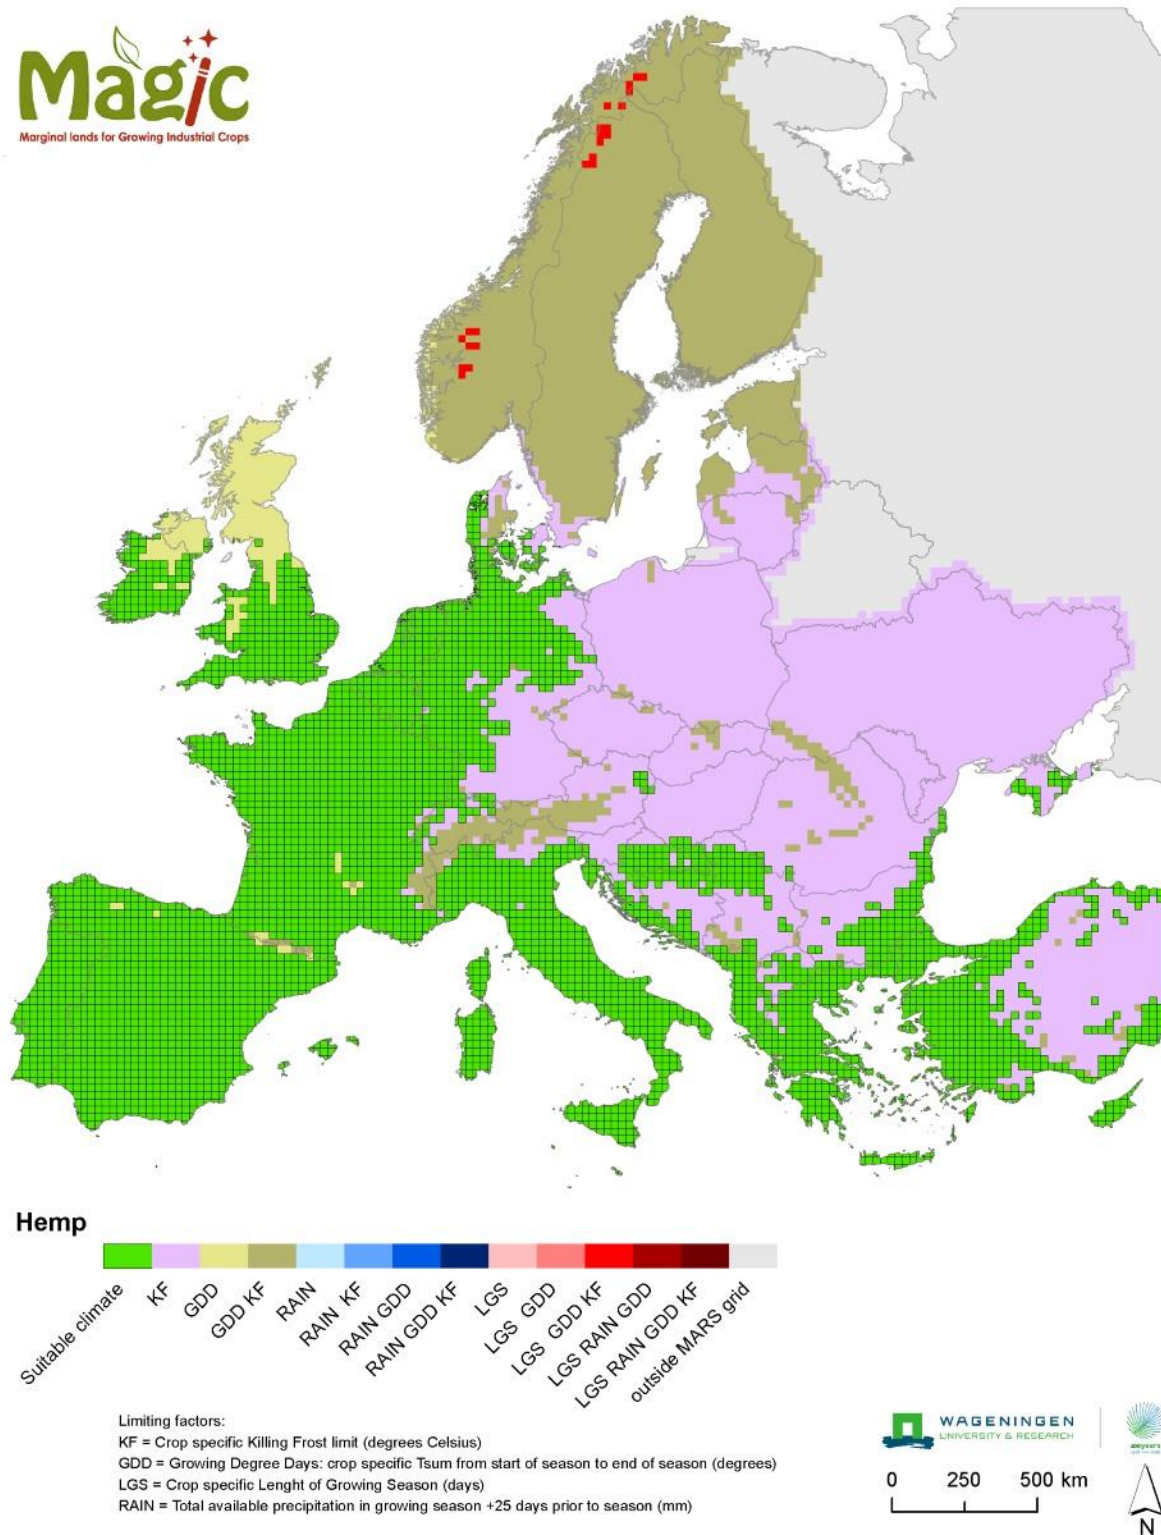 Magic
Marginal lands for Growing Industrial Crops
Hemp
Suitable climate
KF
GDD
GDD KF
RAIN
RAIN KF
RAIN GDD
RAIN GDD KF
LGS
LGS GDD
LGS GDD KF
LGS RAIN GDD
LGS RAIN GDD KF
outside MARS grid
Limiting factors:
KF = Crop specific Killing Frost limit (degrees Celsius)
GDD = Growing Degree Days: crop specific Tsum from start of season to end of season (degrees)
LGS = Crop specific Lenght of Growing Season (days)
RAIN = Total available precipitation in growing season +25 days prior to season (mm)
WAGENINGEN
UNIVERSITY & RESEARCH
0 250 500 km
N